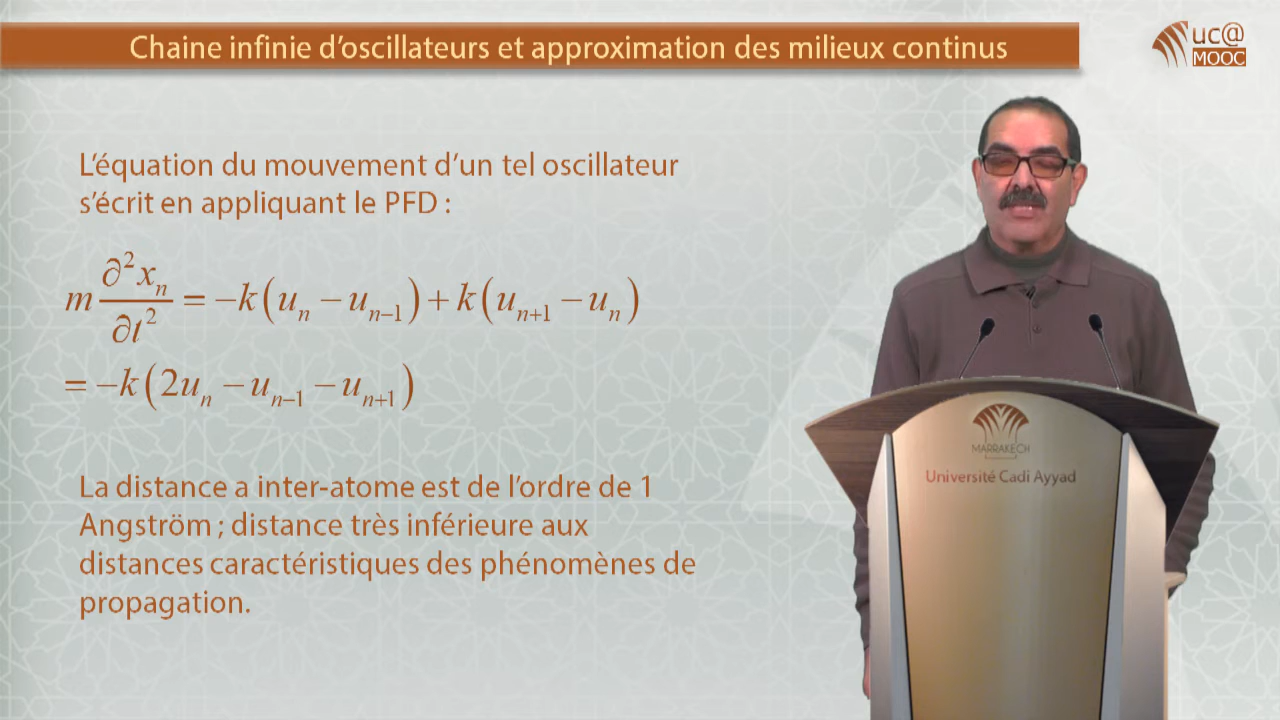 Chaine infinie d'oscillateurs et approximation des milieux continus
uc@
MOOC
L'équation du mouvement d'un tel oscillateur
s'écrit en appliquant le PFD :
m ∂²xₙ/∂t² = −k(uₙ − uₙ₋₁) + k(uₙ₊₁ − uₙ)
= −k(2uₙ − uₙ₋₁ − uₙ₊₁)
La distance a inter-atome est de l'ordre de 1
Angström ; distance très inférieure aux
distances caractéristiques des phénomènes de
propagation.
MARRAKECH
Université Cadi Ayyad